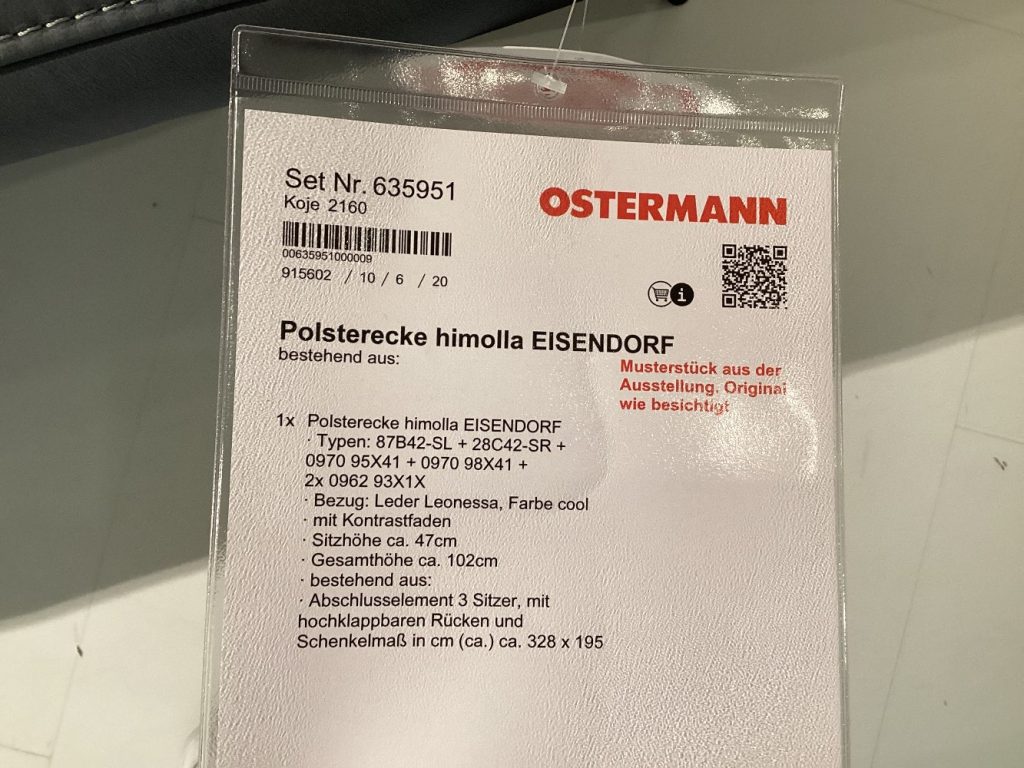 Set Nr. 635951
Koje 2160
OSTERMANN
00635951000009
915602 / 10 / 6 / 20
i
Polsterecke himolla EISENDORF
bestehend aus:
Musterstück aus der
Ausstellung. Original
wie besichtigt
1x Polsterecke himolla EISENDORF
· Typen: 87B42-SL + 28C42-SR +
0970 95X41 + 0970 98X41 +
2x 0962 93X1X
· Bezug: Leder Leonessa, Farbe cool
· mit Kontrastfaden
· Sitzhöhe ca. 47cm
· Gesamthöhe ca. 102cm
· bestehend aus:
· Abschlusselement 3 Sitzer, mit
hochklappbaren Rücken und
Schenkelmaß in cm (ca.) ca. 328 x 195